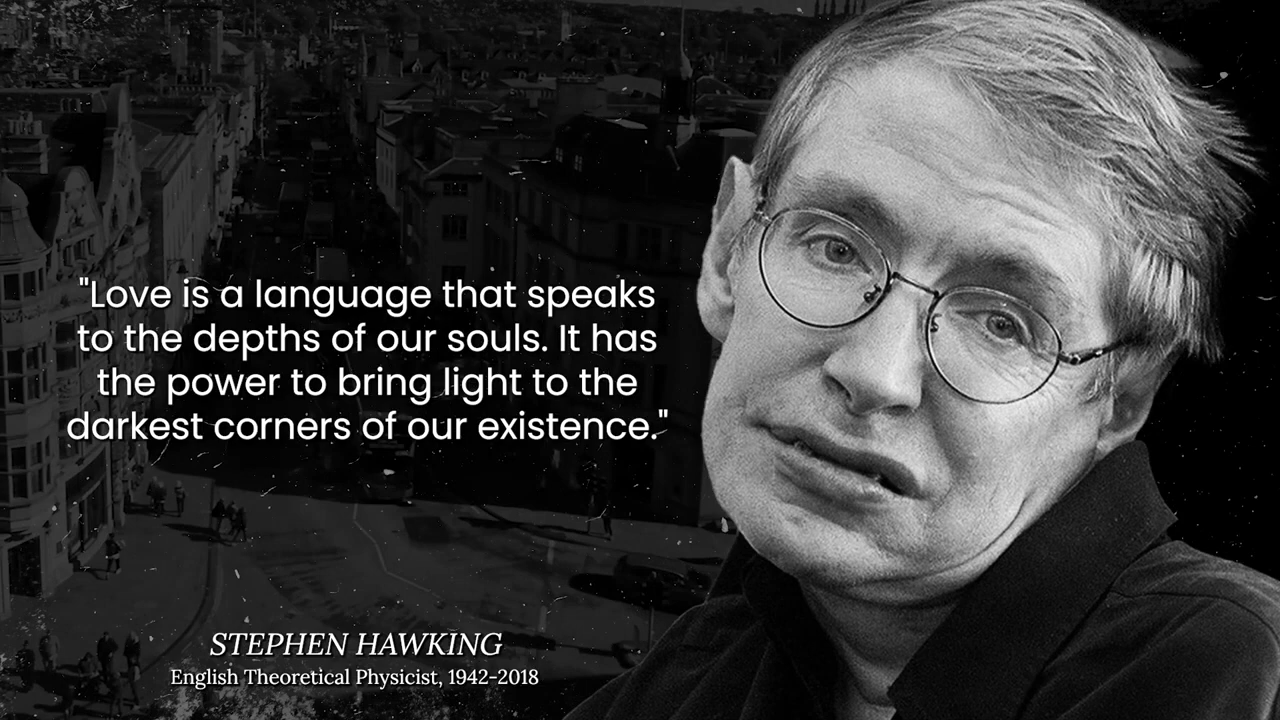 "Love is a language that speaks
to the depths of our souls. It has
the power to bring light to the
darkest corners of our existence."
STEPHEN HAWKING
English Theoretical Physicist, 1942-2018